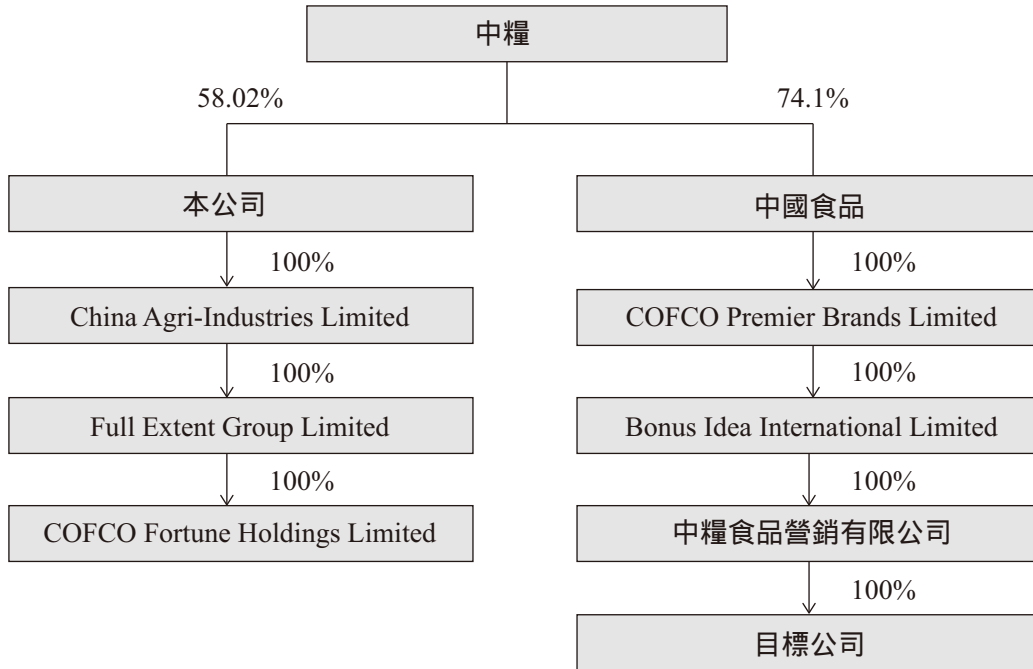 中糧
58.02%
74.1%
本公司
中國食品
100%
100%
China Agri-Industries Limited
COFCO Premier Brands Limited
100%
100%
Full Extent Group Limited
Bonus Idea International Limited
100%
100%
COFCO Fortune Holdings Limited
中糧食品營銷有限公司
100%
目標公司